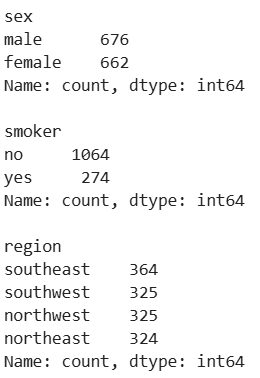 sex
male      676
female    662
Name: count, dtype: int64

smoker
no     1064
yes     274
Name: count, dtype: int64

region
southeast    364
southwest    325
northwest    325
northeast    324
Name: count, dtype: int64